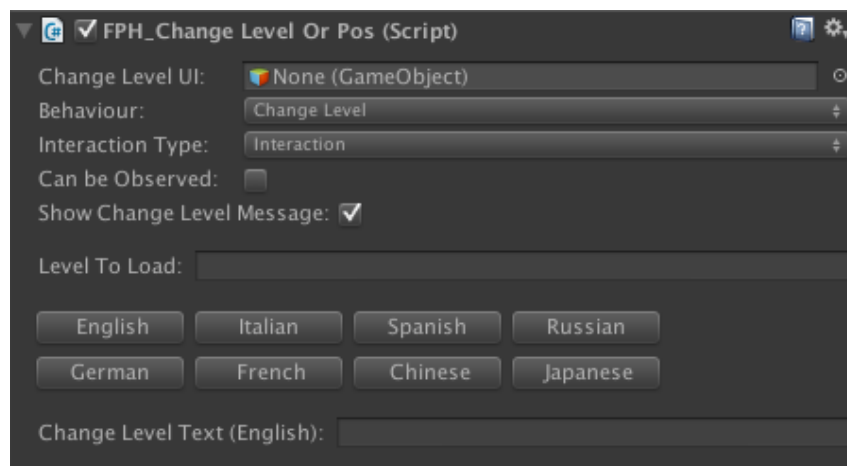 FPH_Change Level Or Pos (Script)
Change Level UI: None (GameObject)
Behaviour: Change Level
Interaction Type: Interaction
Can be Observed:
Show Change Level Message:
Level To Load:
English Italian Spanish Russian
German French Chinese Japanese
Change Level Text (English):